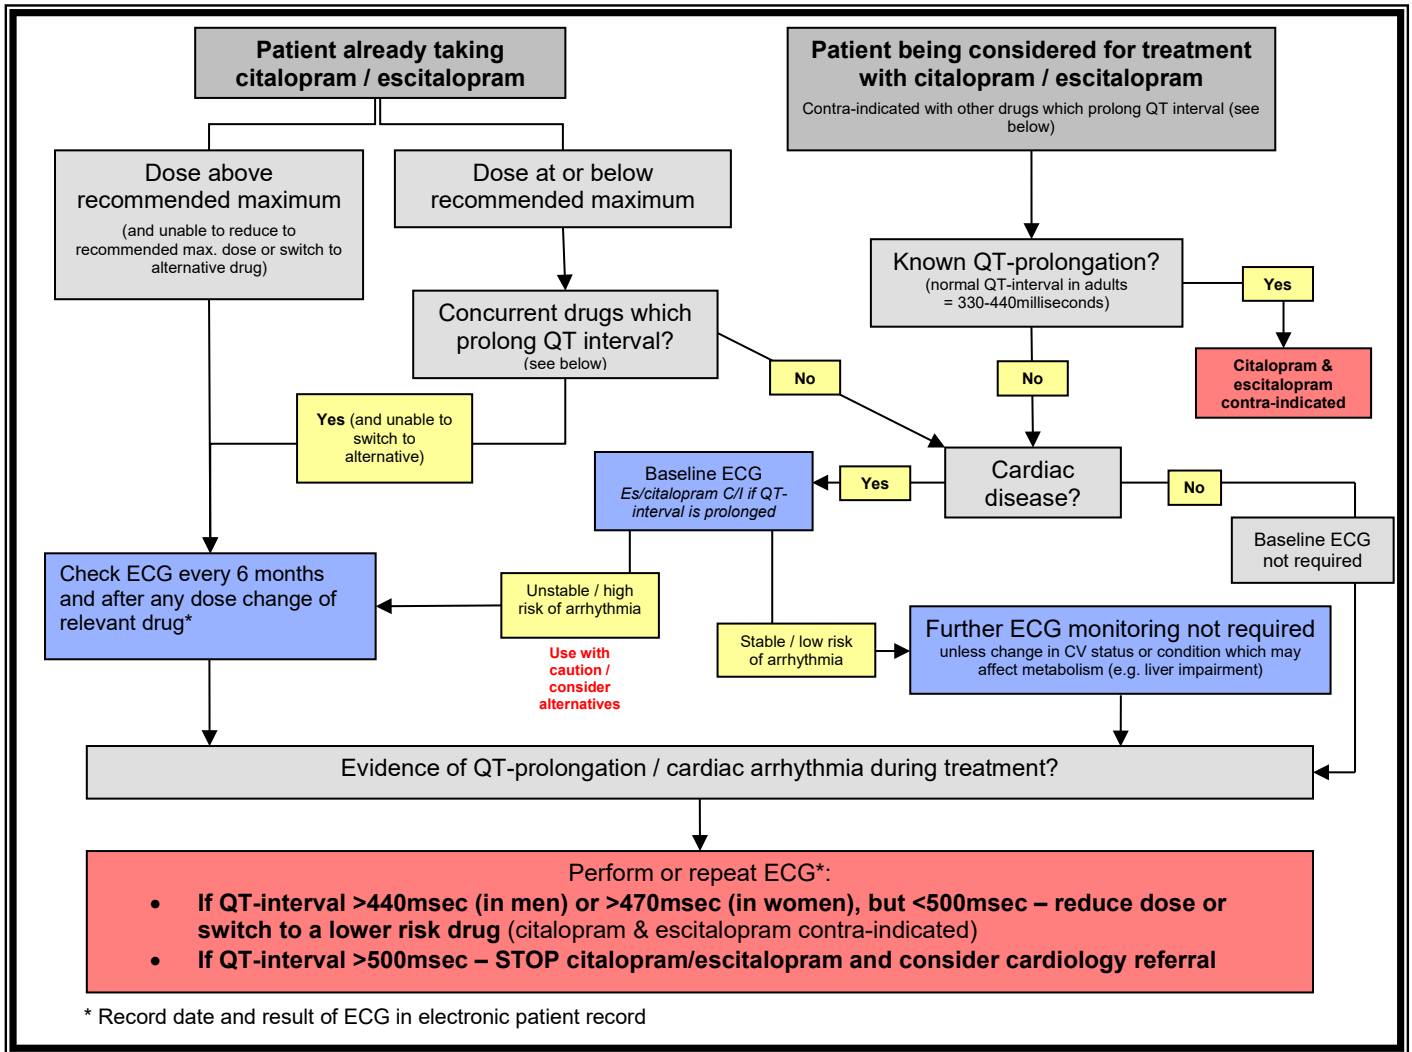 Patient already taking
citalopram / escitalopram
Patient being considered for treatment
with citalopram / escitalopram
Contra-indicated with other drugs which prolong QT interval (see
below)
Dose above
recommended maximum
(and unable to reduce to
recommended max. dose or switch to
alternative drug)
Dose at or below
recommended maximum
Known QT-prolongation?
(normal QT-interval in adults
= 330-440milliseconds)
Yes
Concurrent drugs which
prolong QT interval?
(see below)
No
No
Citalopram &
escitalopram
contra-indicated
Yes (and unable to
switch to
alternative)
Baseline ECG
Es/citalopram C/I if QT-
interval is prolonged
Yes
Cardiac
disease?
No
Baseline ECG
not required
Check ECG every 6 months
and after any dose change of
relevant drug*
Unstable / high
risk of arrhythmia
Use with
caution /
consider
alternatives
Stable / low risk
of arrhythmia
Further ECG monitoring not required
unless change in CV status or condition which may
affect metabolism (e.g. liver impairment)
Evidence of QT-prolongation / cardiac arrhythmia during treatment?
Perform or repeat ECG*:
• If QT-interval >440msec (in men) or >470msec (in women), but <500msec – reduce dose or
switch to a lower risk drug (citalopram & escitalopram contra-indicated)
• If QT-interval >500msec – STOP citalopram/escitalopram and consider cardiology referral
* Record date and result of ECG in electronic patient record